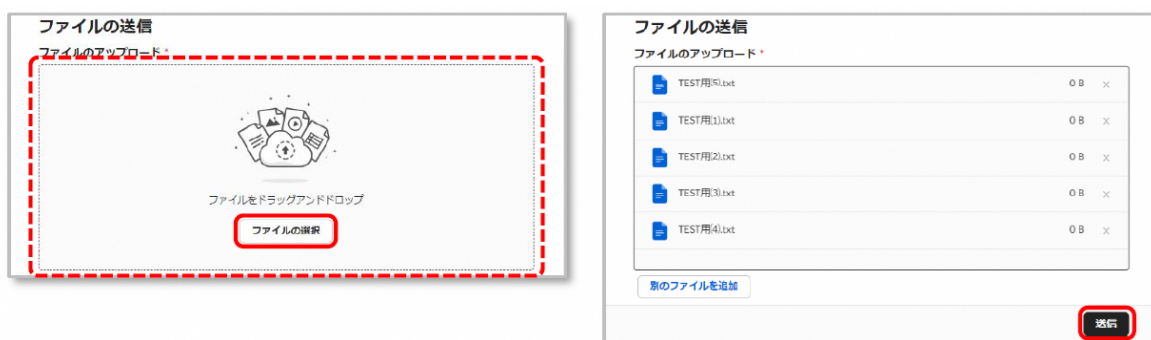 ファイルの送信
ファイルのアップロード *
ファイルをドラッグアンドドロップ
ファイルの選択
ファイルの送信
ファイルのアップロード *
TEST用(5).txt 0 B ×
TEST用(1).txt 0 B ×
TEST用(2).txt 0 B ×
TEST用(3).txt 0 B ×
TEST用(4).txt 0 B ×
別のファイルを追加
送信